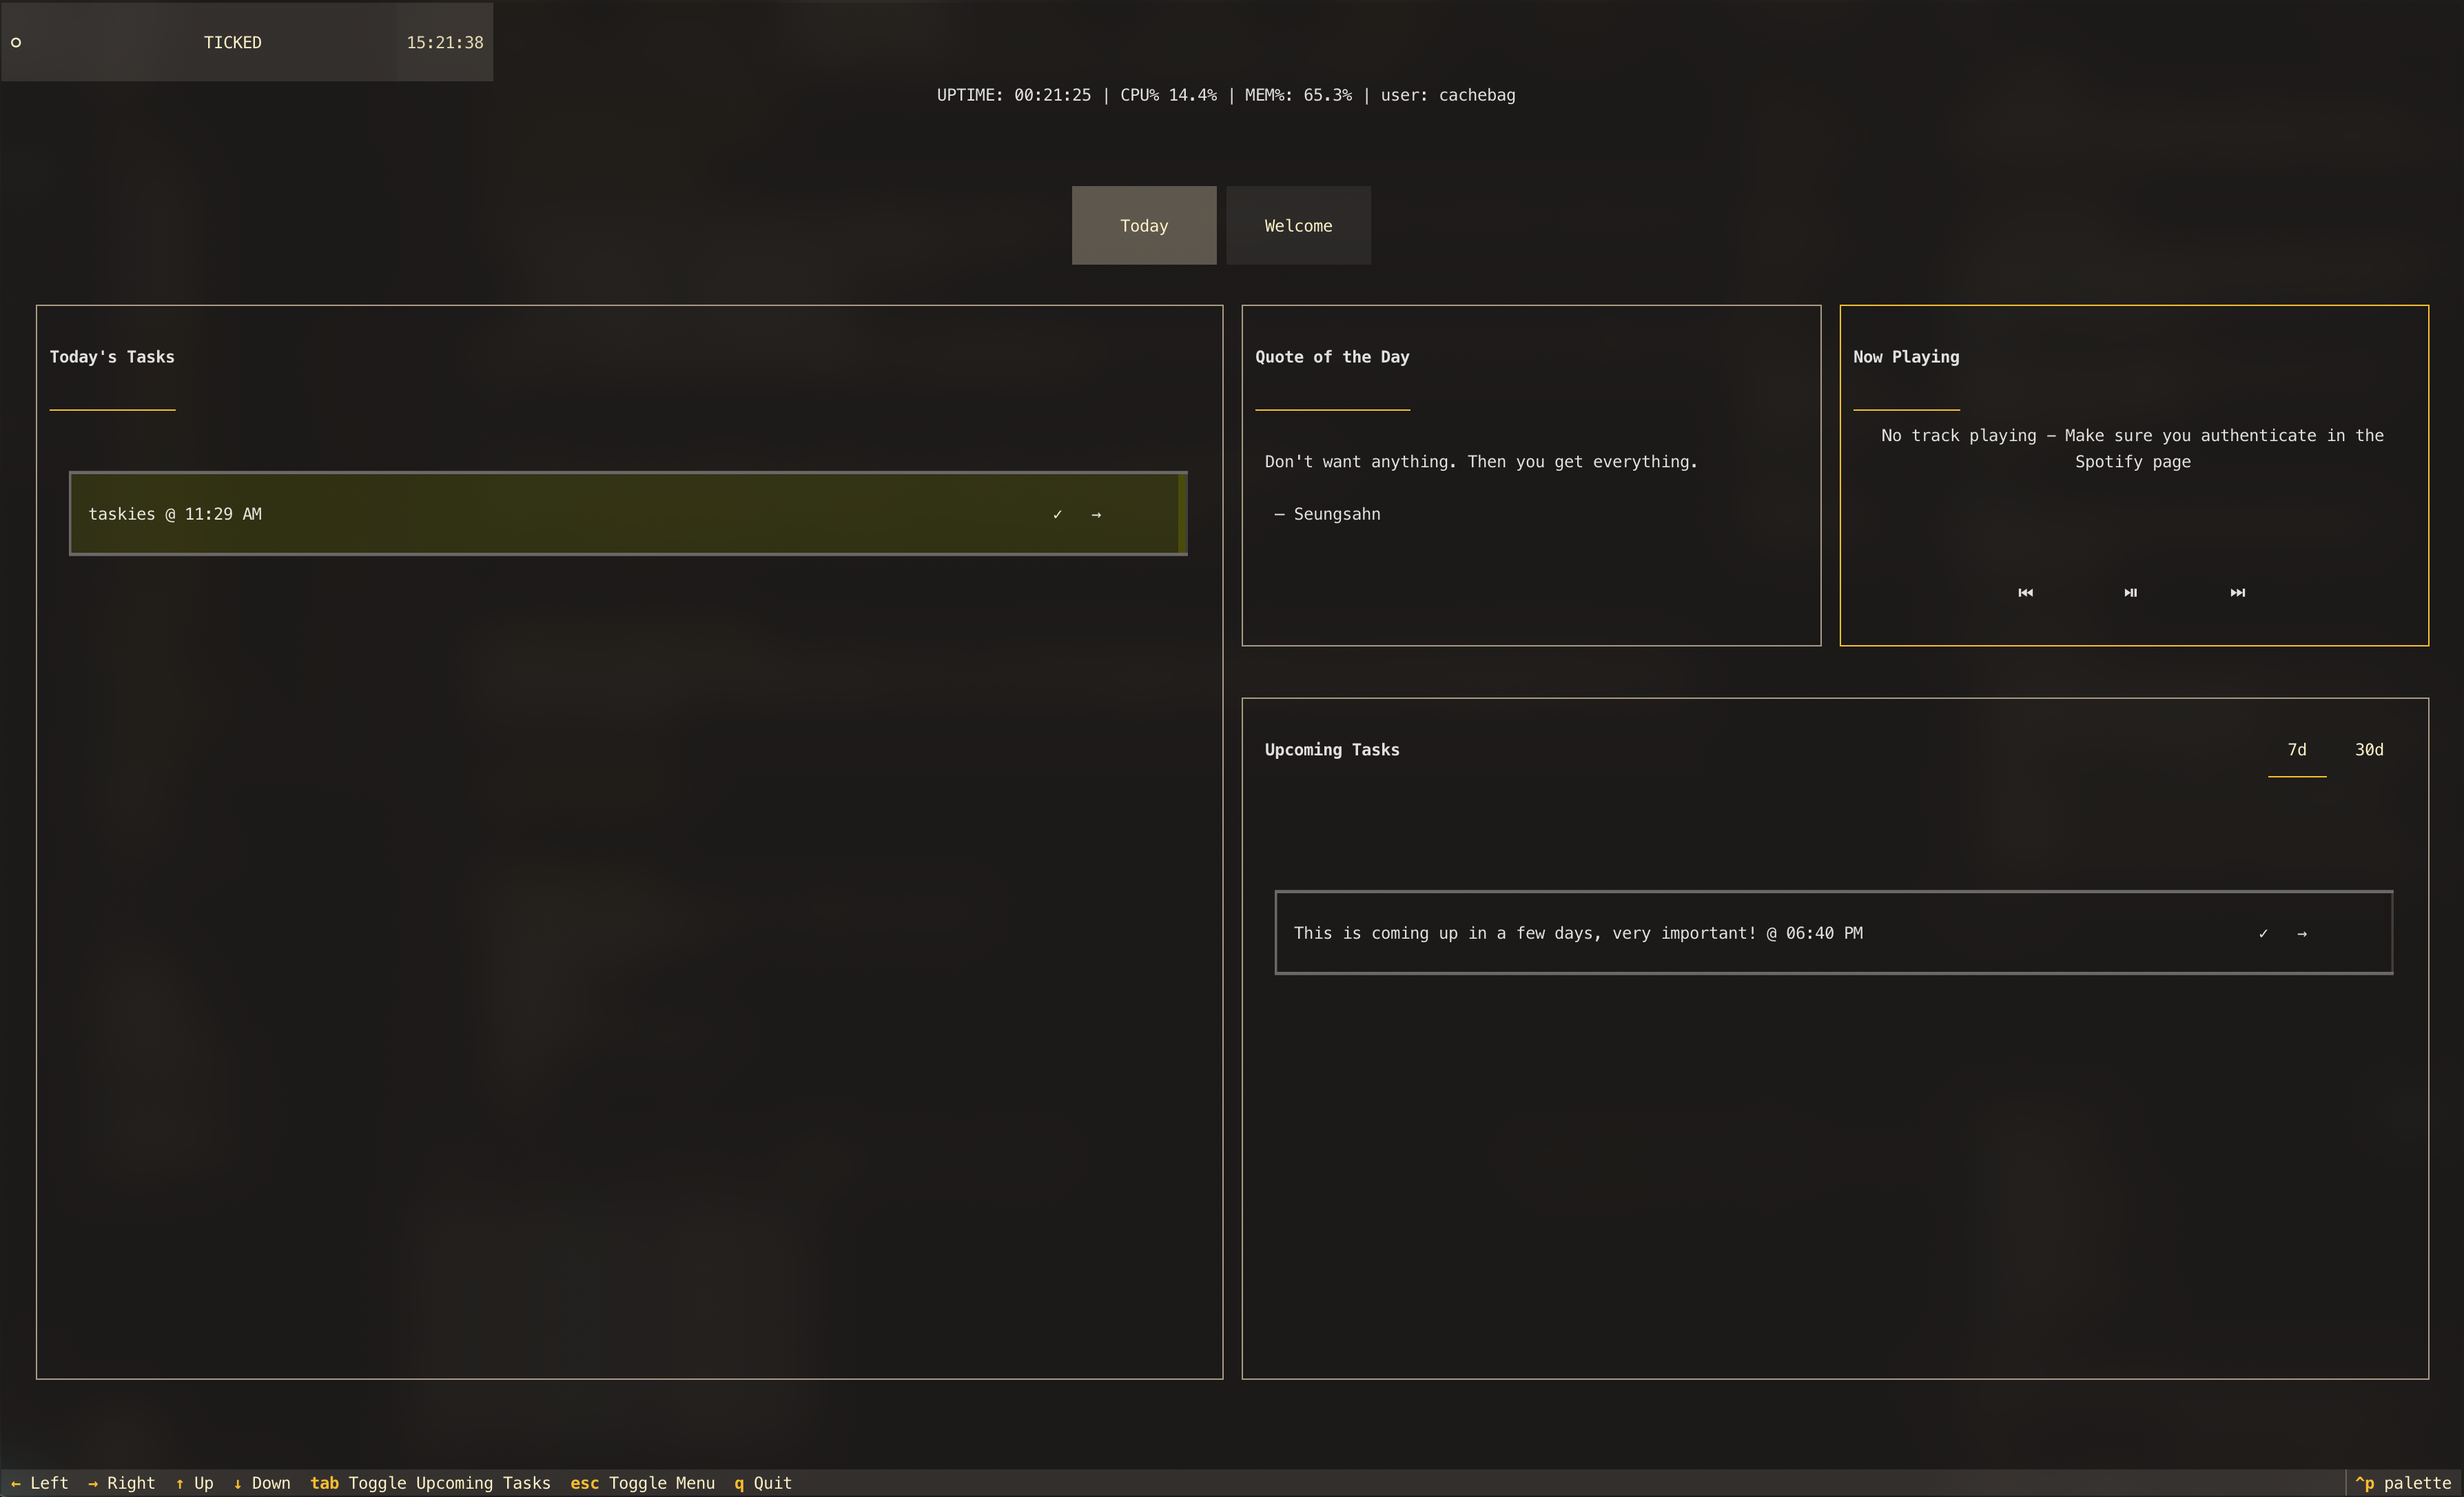 TICKED 15:21:38
UPTIME: 00:21:25 | CPU% 14.4% | MEM%: 65.3% | user: cachebag
Today Welcome
Today's Tasks
taskies @ 11:29 AM ✓ →
Quote of the Day
Don't want anything. Then you get everything.
— Seungsahn
Now Playing
No track playing – Make sure you authenticate in the
Spotify page
⏮ ⏯ ⏭
Upcoming Tasks 7d 30d
This is coming up in a few days, very important! @ 06:40 PM ✓ →
← Left → Right ↑ Up ↓ Down tab Toggle Upcoming Tasks esc Toggle Menu q Quit ^p palette